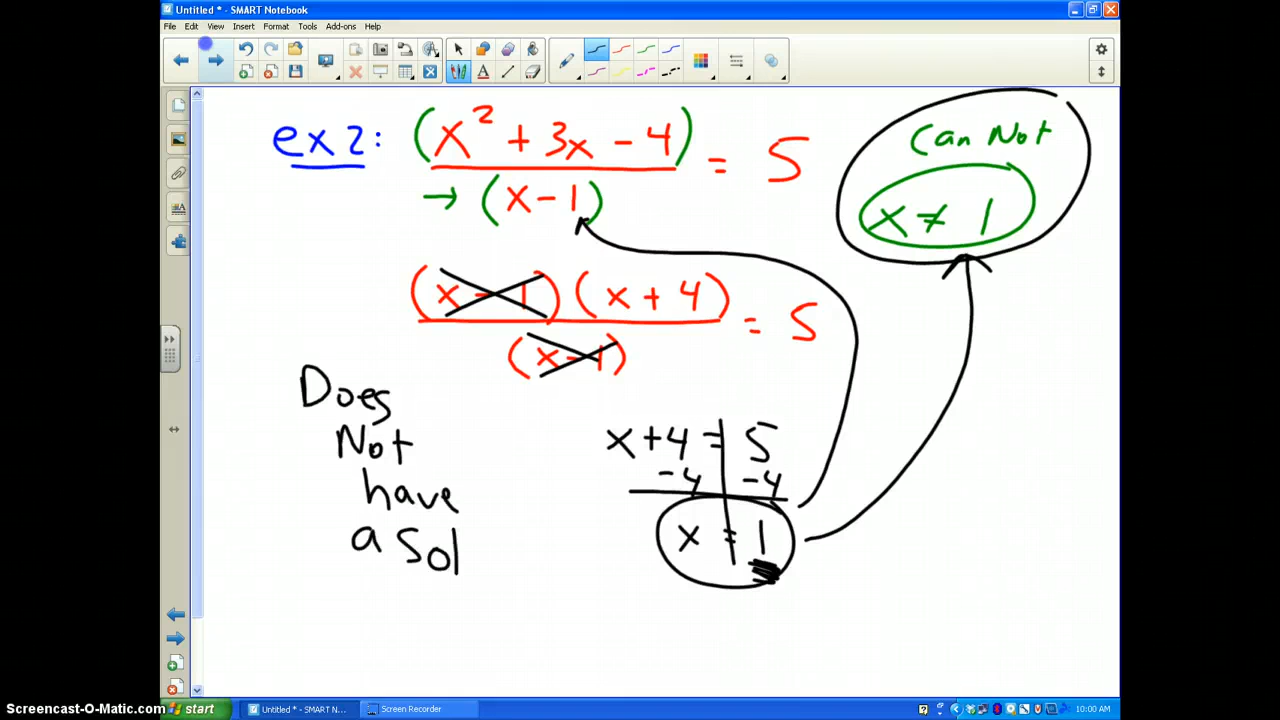 Untitled * - SMART Notebook
File Edit View Insert Format Tools Add-ons Help
ex 2: (x² + 3x - 4) = 5
→ (x - 1)
Can Not
x ≠ 1
(x - 1) (x + 4) = 5
(x - 1)
Does
Not
have
a Sol
x + 4 = 5
-4 -4
x = 1
Screencast-O-Matic.com
start
Untitled * - SMART N...
Screen Recorder
10:00 AM